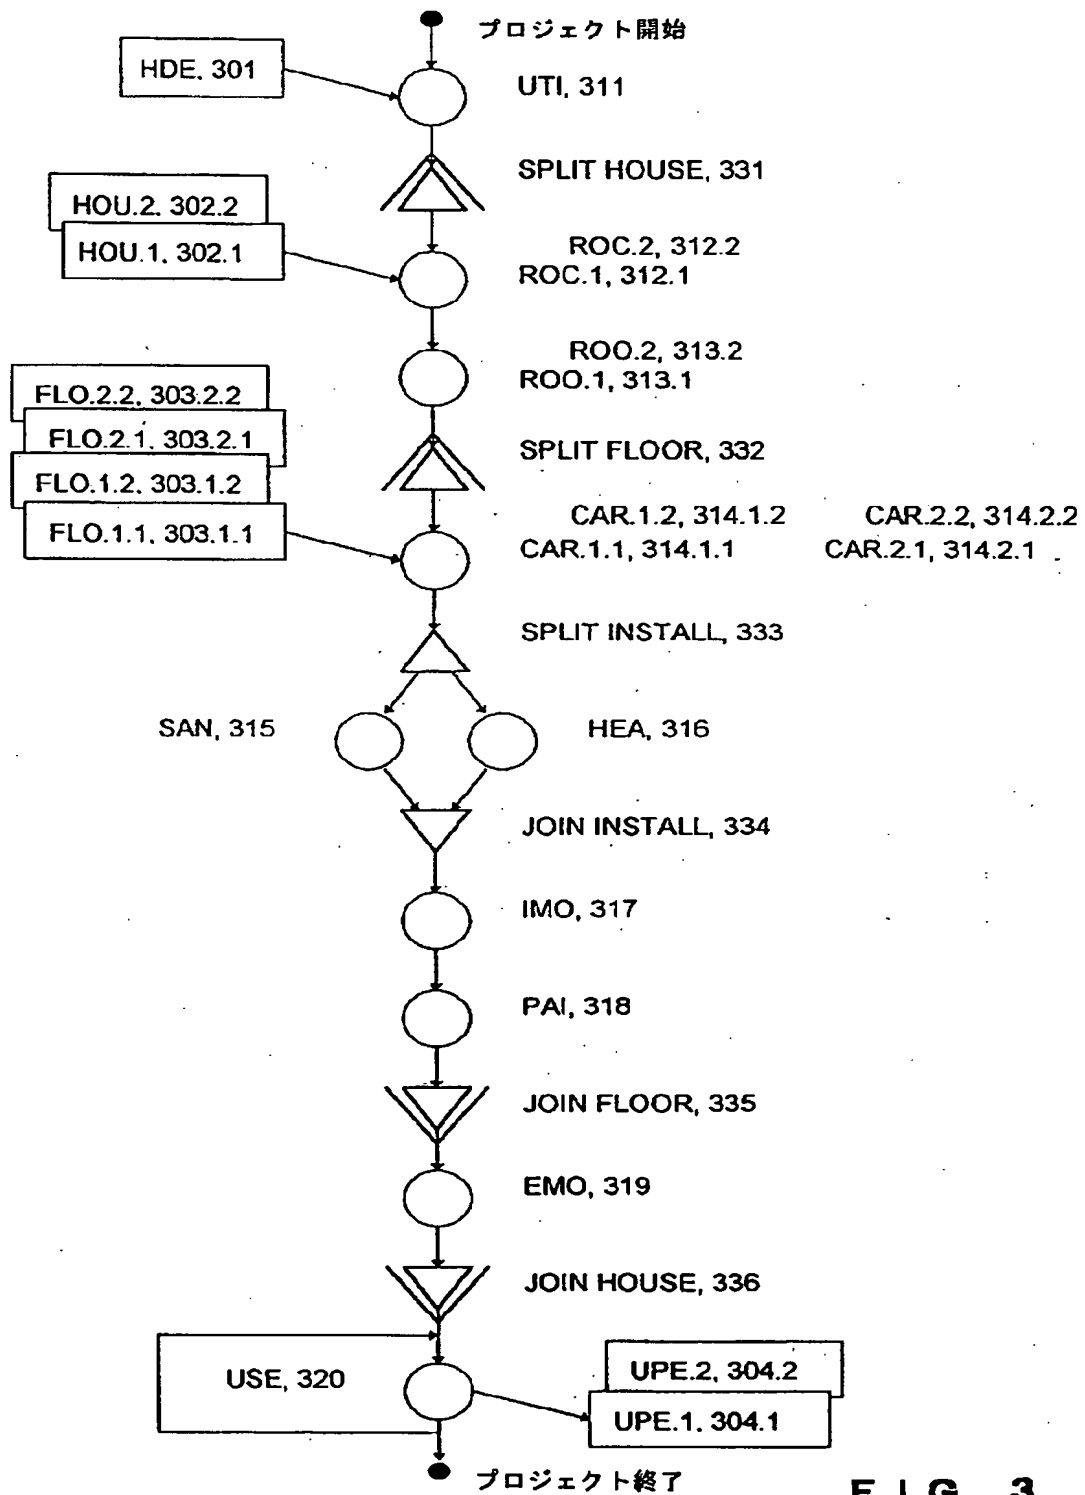 プロジェクト開始
HDE, 301
UTI, 311
SPLIT HOUSE, 331
HOU.2, 302.2
HOU.1, 302.1
ROC.2, 312.2
ROC.1, 312.1
ROO.2, 313.2
ROO.1, 313.1
FLO.2.2, 303.2.2
FLO.2.1, 303.2.1
FLO.1.2, 303.1.2
FLO.1.1, 303.1.1
SPLIT FLOOR, 332
CAR.1.2, 314.1.2 CAR.2.2, 314.2.2
CAR.1.1, 314.1.1 CAR.2.1, 314.2.1
SPLIT INSTALL, 333
SAN, 315
HEA, 316
JOIN INSTALL, 334
IMO, 317
PAI, 318
JOIN FLOOR, 335
EMO, 319
JOIN HOUSE, 336
USE, 320
UPE.2, 304.2
UPE.1, 304.1
プロジェクト終了
FIG. 3